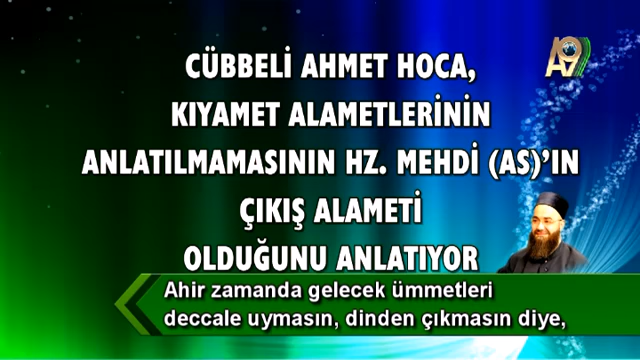 A9
CÜBBELİ AHMET HOCA,
KIYAMET ALAMETLERİNİN
ANLATILMAMASININ HZ. MEHDİ (AS)'IN
ÇIKIŞ ALAMETİ
OLDUĞUNU ANLATIYOR
Ahir zamanda gelecek ümmetleri
deccale uymasın, dinden çıkmasın diye,